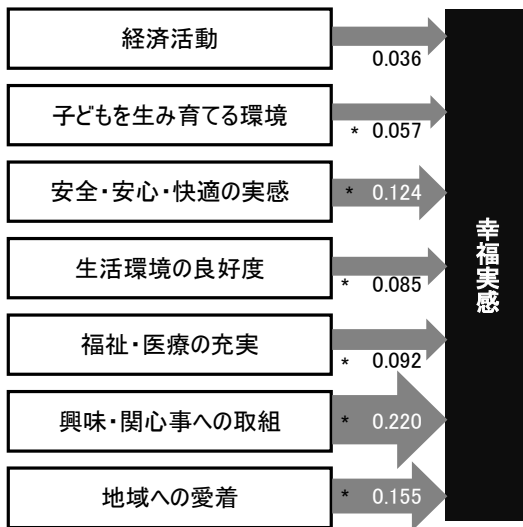 経済活動
0.036
子どもを生み育てる環境
* 0.057
安全・安心・快適の実感
* 0.124
生活環境の良好度
* 0.085
福祉・医療の充実
* 0.092
興味・関心事への取組
* 0.220
地域への愛着
* 0.155
幸福実感